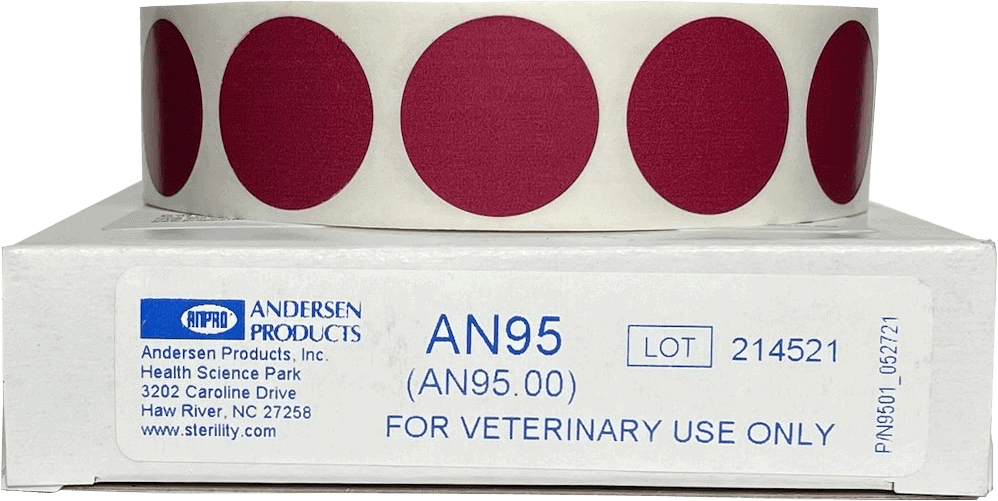 ANPRO
ANDERSEN
PRODUCTS
Andersen Products, Inc.
Health Science Park
3202 Caroline Drive
Haw River, NC 27258
www.sterility.com
AN95
(AN95.00)
LOT 214521
FOR VETERINARY USE ONLY
P/N9501_052721